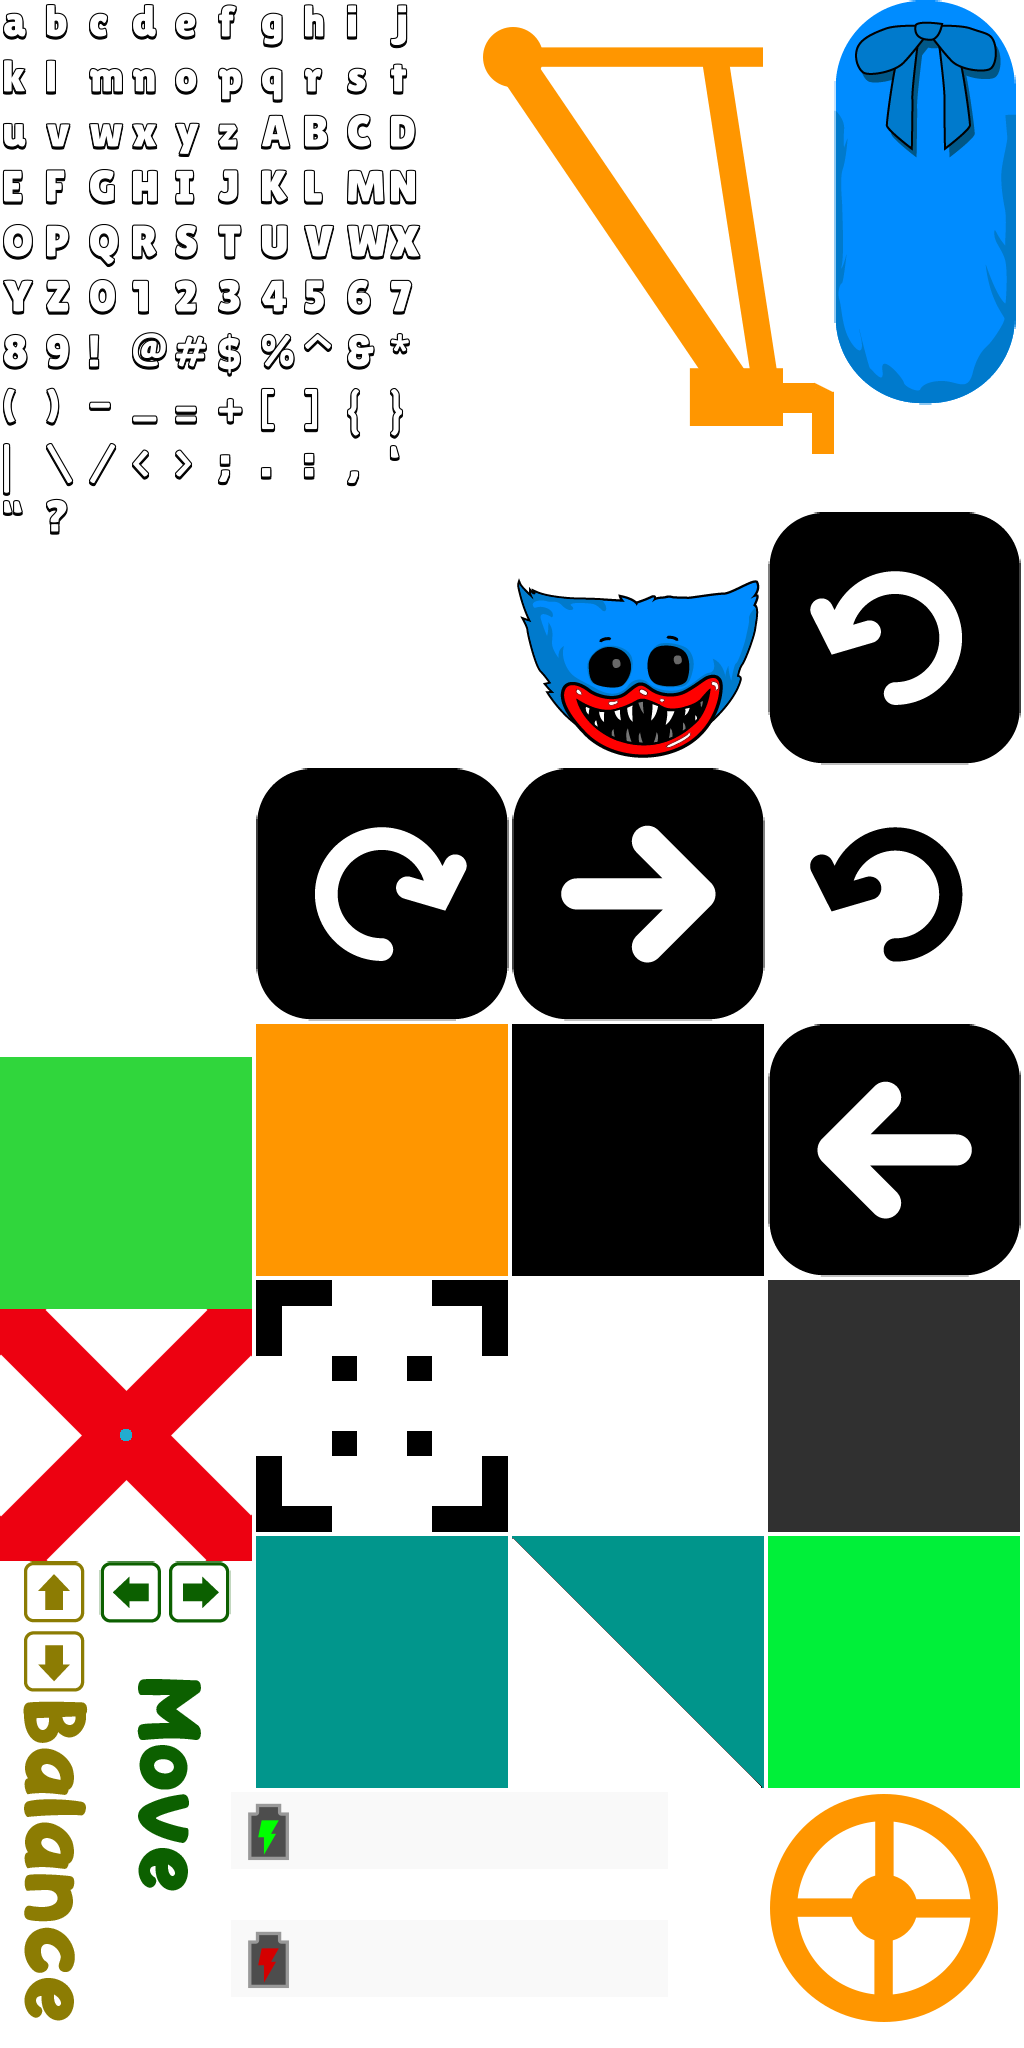 a b c d e f g h i j
k l m n o p q r s t
u v w x y z A B C D
E F G H I J K L M N
O P Q R S T U V W X
Y Z 0 1 2 3 4 5 6 7
8 9 ! @ # $ % ^ & *
( ) - _ = + [ ] { }
| \ / < > ; . : , '
" ?
Balance
Move